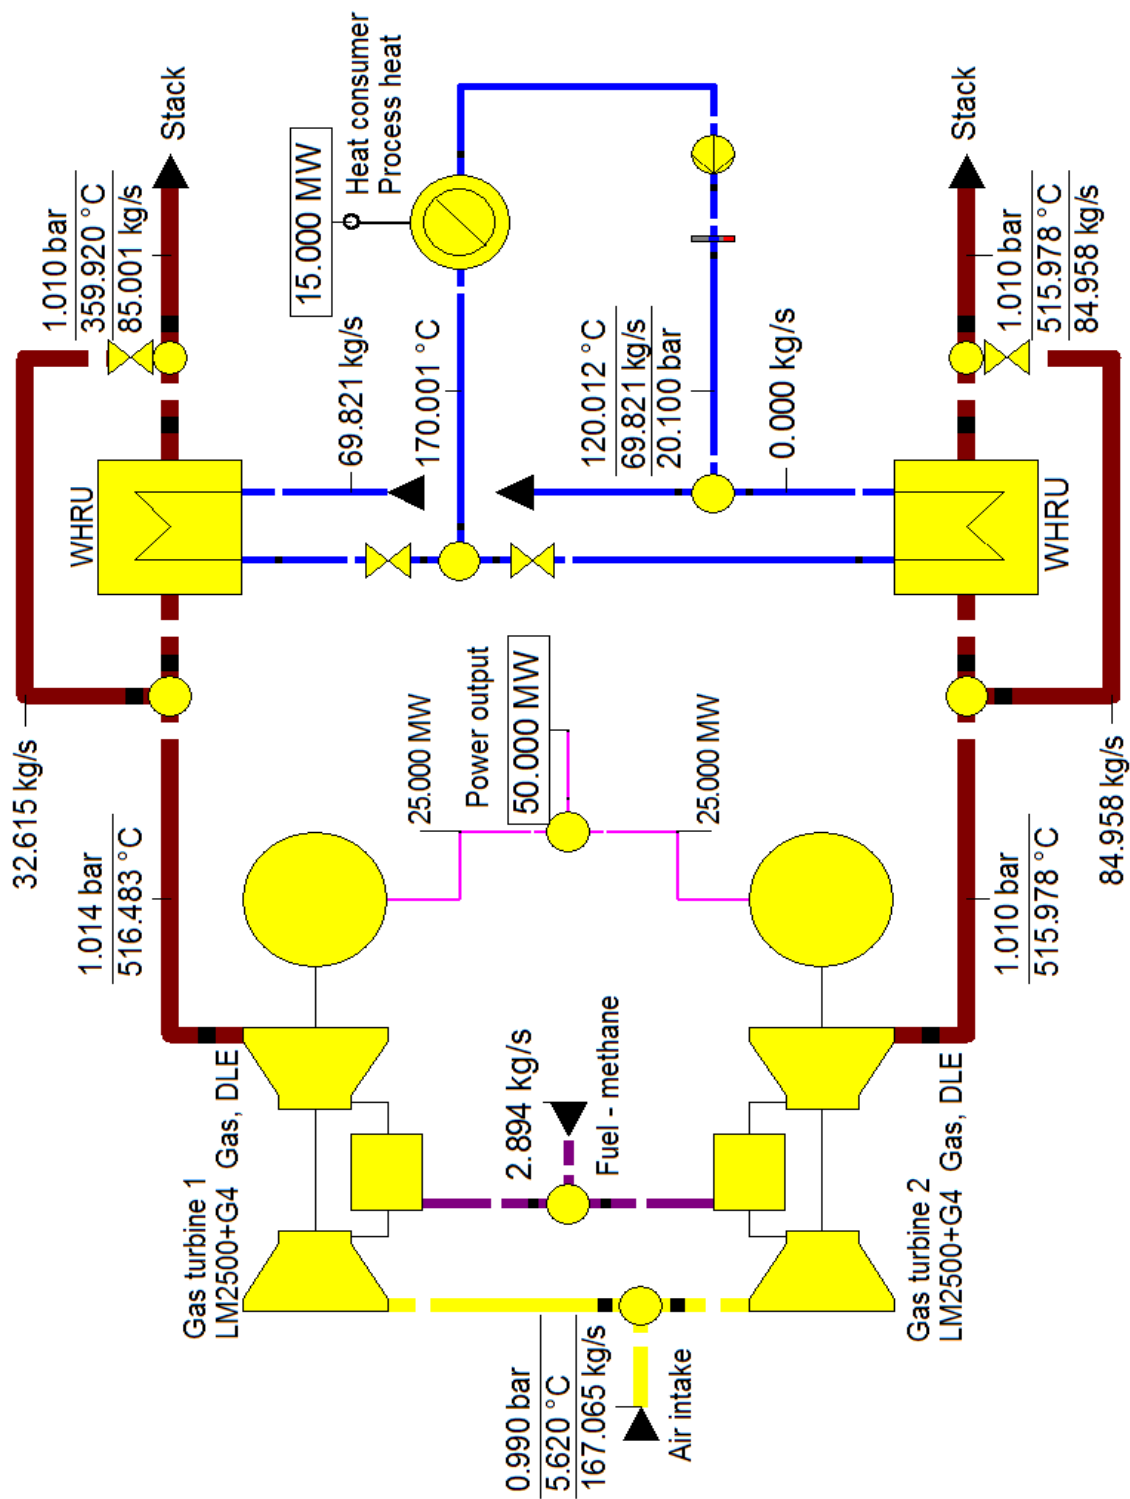 1.010 bar
359.920 °C
85.001 kg/s
Stack
WHRU
32.615 kg/s
1.014 bar
516.483 °C
Gas turbine 1
LM2500+G4 Gas, DLE
15.000 MW
Heat consumer
Process heat
69.821 kg/s
170.001 °C
25.000 MW
Power output
50.000 MW
25.000 MW
2.894 kg/s
Fuel - methane
0.990 bar
5.620 °C
167.065 kg/s
Air intake
120.012 °C
69.821 kg/s
20.100 bar
0.000 kg/s
Gas turbine 2
LM2500+G4 Gas, DLE
1.010 bar
515.978 °C
WHRU
84.958 kg/s
Stack
1.010 bar
515.978 °C
84.958 kg/s